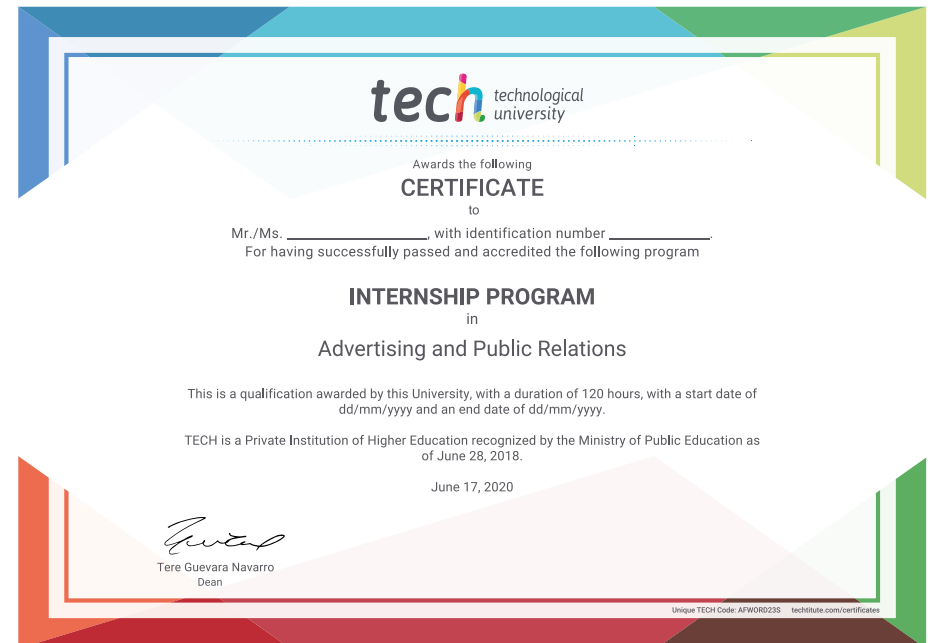 tech technological
university
Awards the following
CERTIFICATE
to
Mr./Ms. ____________________, with identification number ______________.
For having successfully passed and accredited the following program
INTERNSHIP PROGRAM
in
Advertising and Public Relations
This is a qualification awarded by this University, with a duration of 120 hours, with a start date of
dd/mm/yyyy and an end date of dd/mm/yyyy.
TECH is a Private Institution of Higher Education recognized by the Ministry of Public Education as
of June 28, 2018.
June 17, 2020
Tere Guevara Navarro
Dean
Unique TECH Code: AFWORD23S techtitute.com/certificates